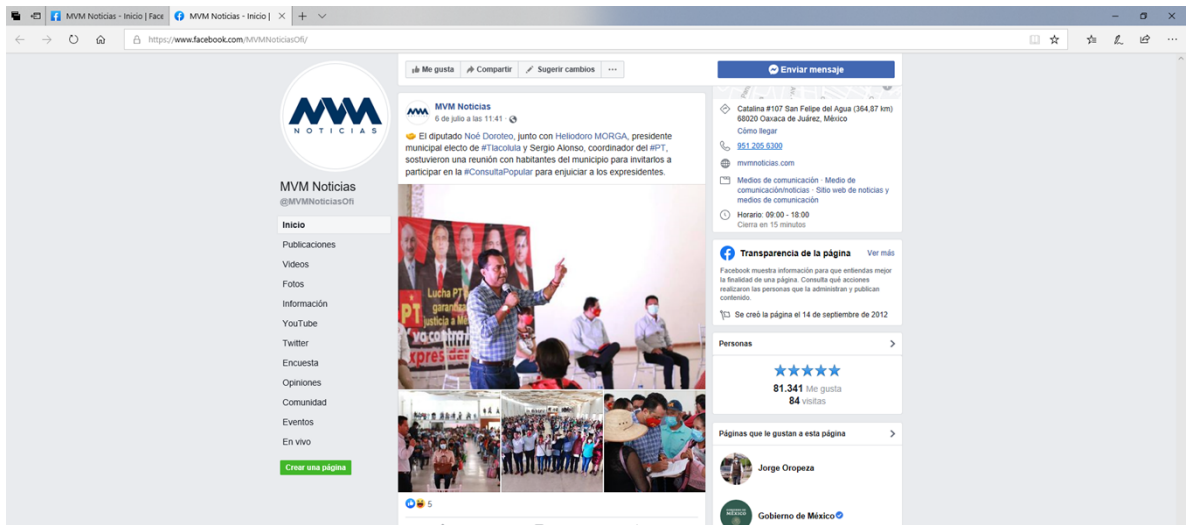 MVM Noticias - Inicio | Face
MVM Noticias - Inicio |
https://www.facebook.com/MVMNoticiasOfi/
MVM
NOTICIAS
MVM Noticias
@MVMNoticiasOfi
Inicio
Publicaciones
Videos
Fotos
Información
YouTube
Twitter
Encuesta
Opiniones
Comunidad
Eventos
En vivo
Crear una página
Me gusta Compartir Sugerir cambios ...
MVM Noticias
6 de julio a las 11:41 ·
El diputado Noé Doroteo, junto con Heliodoro MORGA, presidente
municipal electo de #Tlacolula y Sergio Alonso, coordinador del #PT,
sostuvieron una reunión con habitantes del municipio para invitarlos a
participar en la #ConsultaPopular para enjuiciar a los expresidentes.
Lucha PT
garantiza
PT justicia a Mé
Y vo contra
expresiden
5
Enviar mensaje
Catalina #107 San Felipe del Agua (364,87 km)
68020 Oaxaca de Juárez, México
Cómo llegar
951 205 6300
mvmnoticias.com
Medios de comunicación · Medio de
comunicación/noticias · Sitio web de noticias y
medios de comunicación
Horario: 09:00 - 18:00
Cierra en 15 minutos
Transparencia de la página Ver más
Facebook muestra información para que entiendas mejor
la finalidad de una página. Consulta qué acciones
realizaron las personas que la administran y publican
contenido.
Se creó la página el 14 de septiembre de 2012
Personas
81.341 Me gusta
84 visitas
Páginas que le gustan a esta página
Jorge Oropeza
Gobierno de México